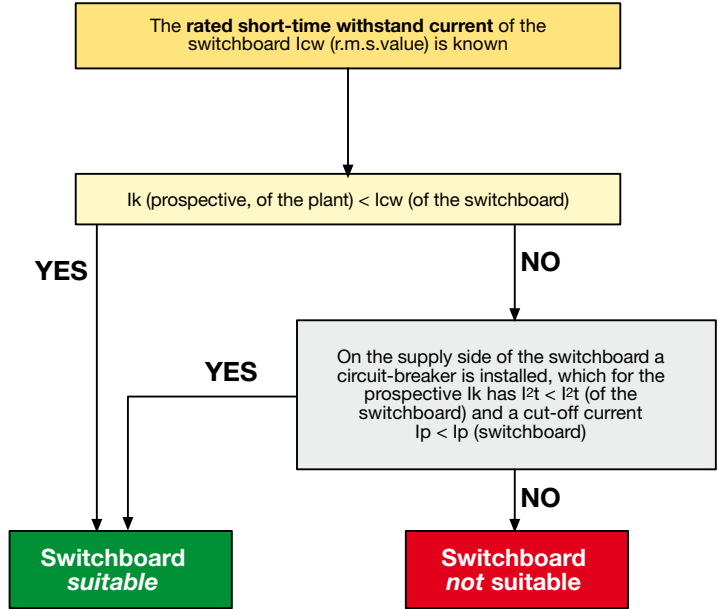 The rated short-time withstand current of the
switchboard Icw (r.m.s.value) is known
Ik (prospective, of the plant) < Icw (of the switchboard)
YES
NO
On the supply side of the switchboard a
circuit-breaker is installed, which for the
prospective Ik has I²t < I²t (of the
the switchboard) and a cut-off current
Ip < Ip (switchboard)
YES
NO
Switchboard
suitable
Switchboard
not suitable